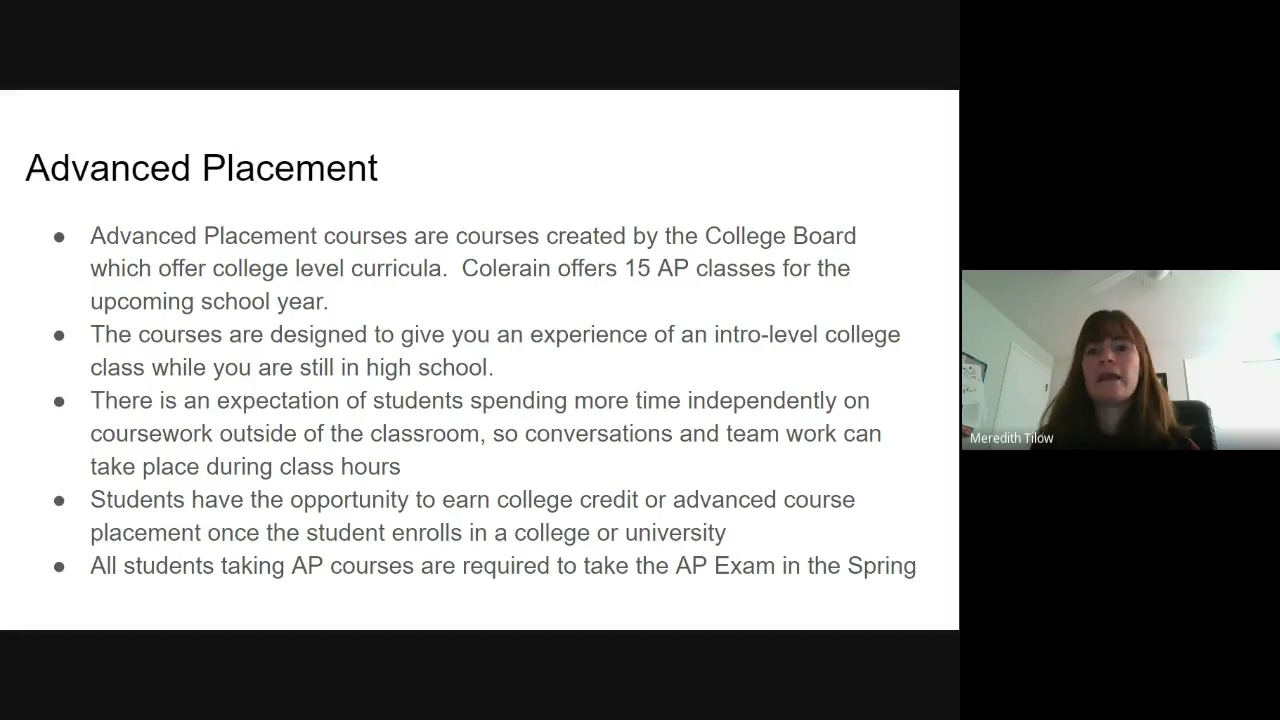 Advanced Placement
● Advanced Placement courses are courses created by the College Board
which offer college level curricula.  Colerain offers 15 AP classes for the
upcoming school year.
● The courses are designed to give you an experience of an intro-level college
class while you are still in high school.
● There is an expectation of students spending more time independently on
coursework outside of the classroom, so conversations and team work can
take place during class hours
● Students have the opportunity to earn college credit or advanced course
placement once the student enrolls in a college or university
● All students taking AP courses are required to take the AP Exam in the Spring
Meredith Tilow